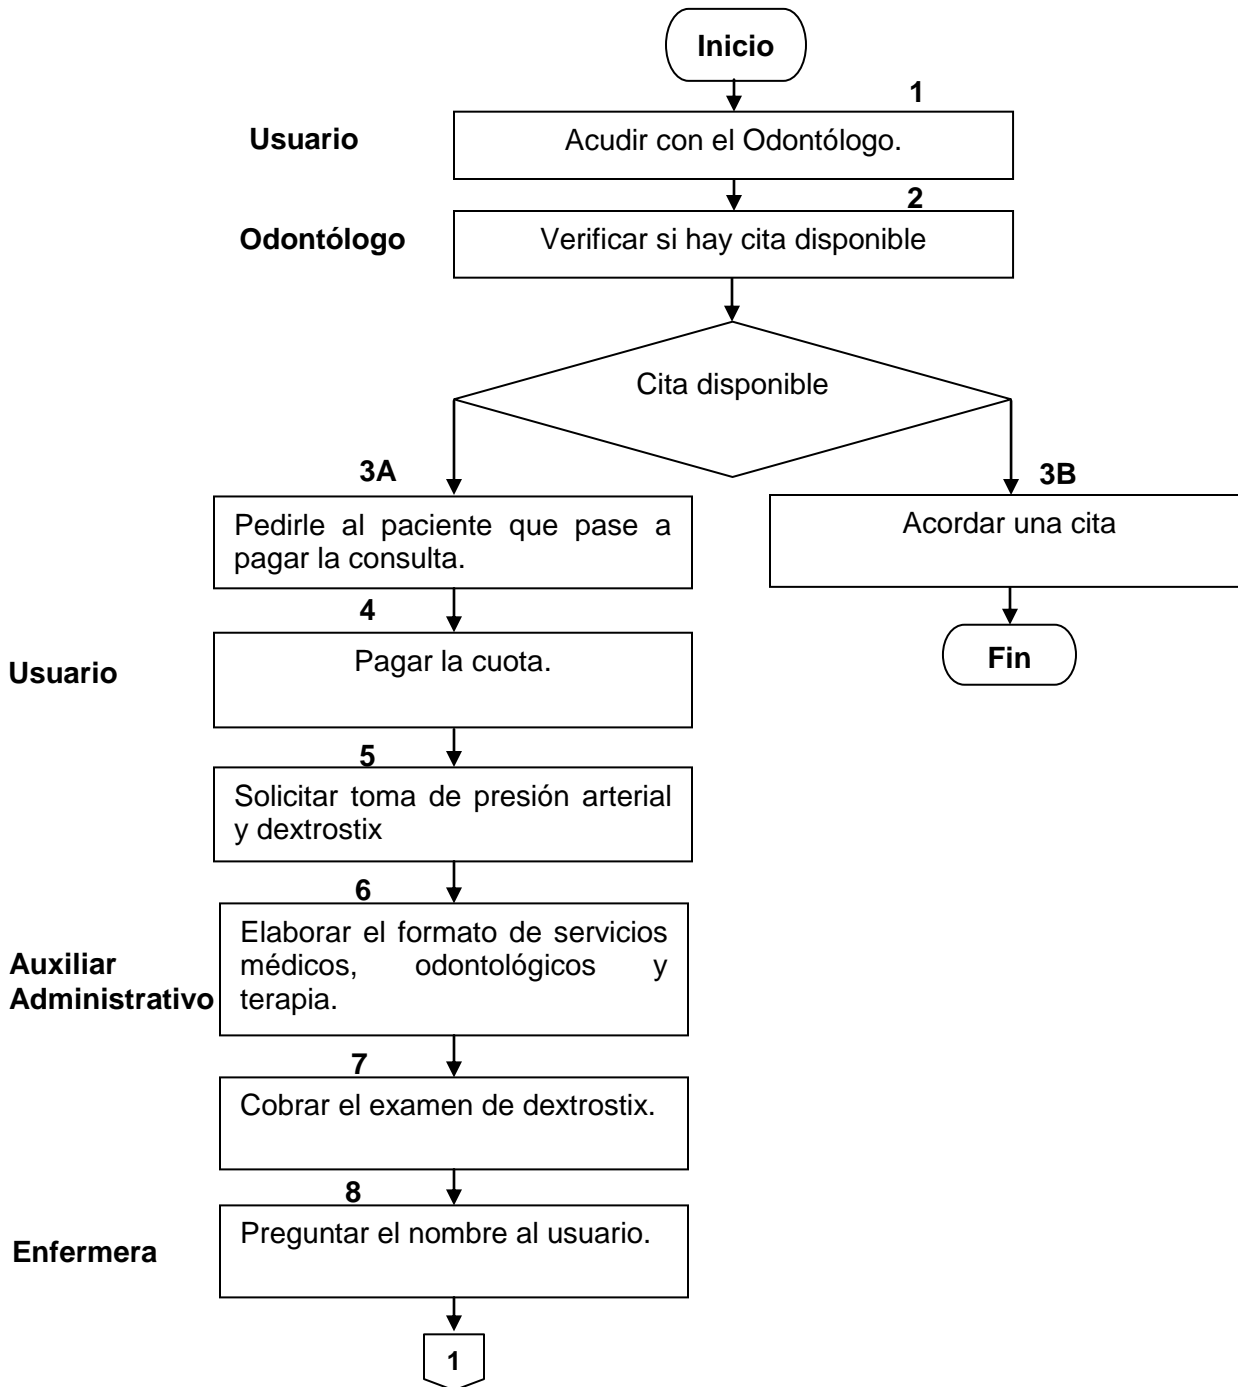 Inicio
1
Usuario
Acudir con el Odontólogo.
2
Odontólogo
Verificar si hay cita disponible
Cita disponible
3A
3B
Pedirle al paciente que pase a
pagar la consulta.
Acordar una cita
4
Usuario
Pagar la cuota.
Fin
5
Solicitar toma de presión arterial
y dextrostix
6
Auxiliar
Administrativo
Elaborar el formato de servicios
médicos, odontológicos y
terapia.
7
Cobrar el examen de dextrostix.
8
Enfermera
Preguntar el nombre al usuario.
1